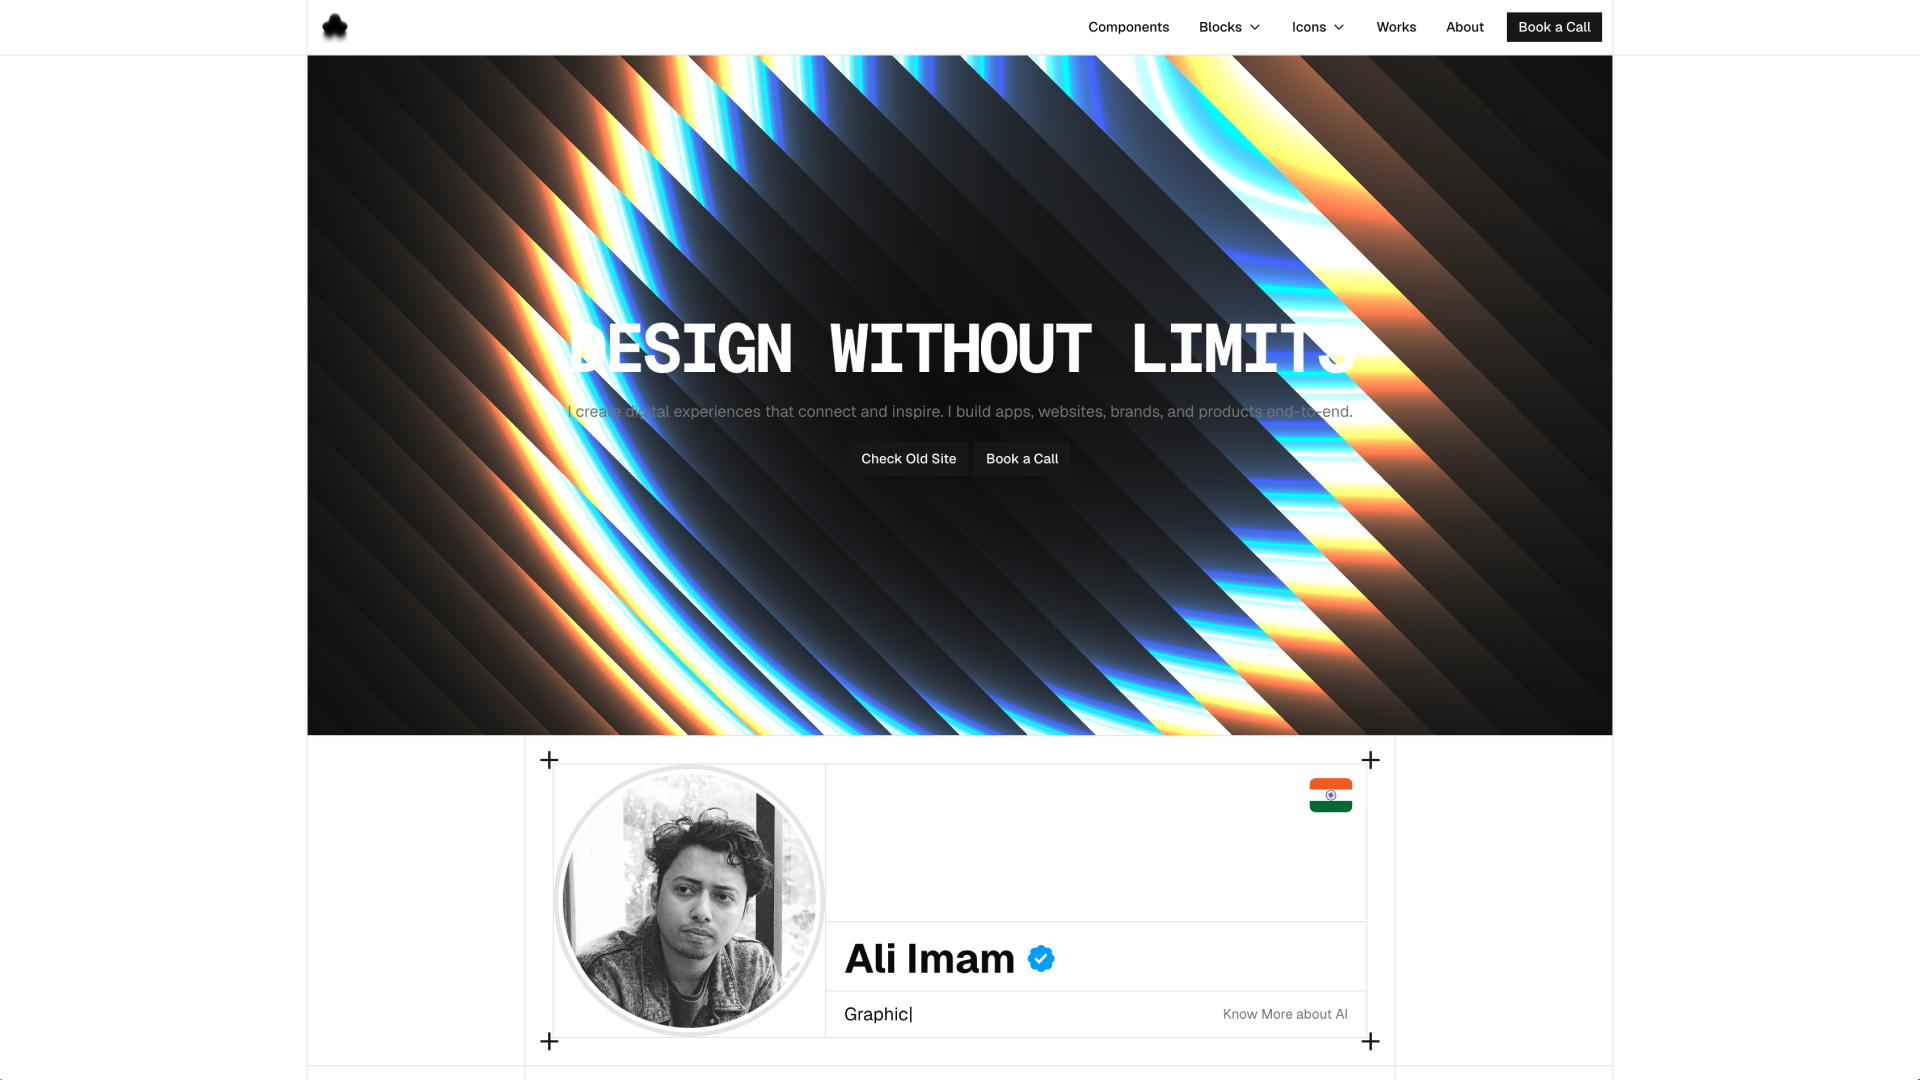 Components Blocks Icons Works About Book a Call
DESIGN WITHOUT LIMITS
I create digital experiences that connect and inspire. I build apps, websites, brands, and products end-to-end.
Check Old Site Book a Call
Ali Imam
Graphic|
Know More about AI